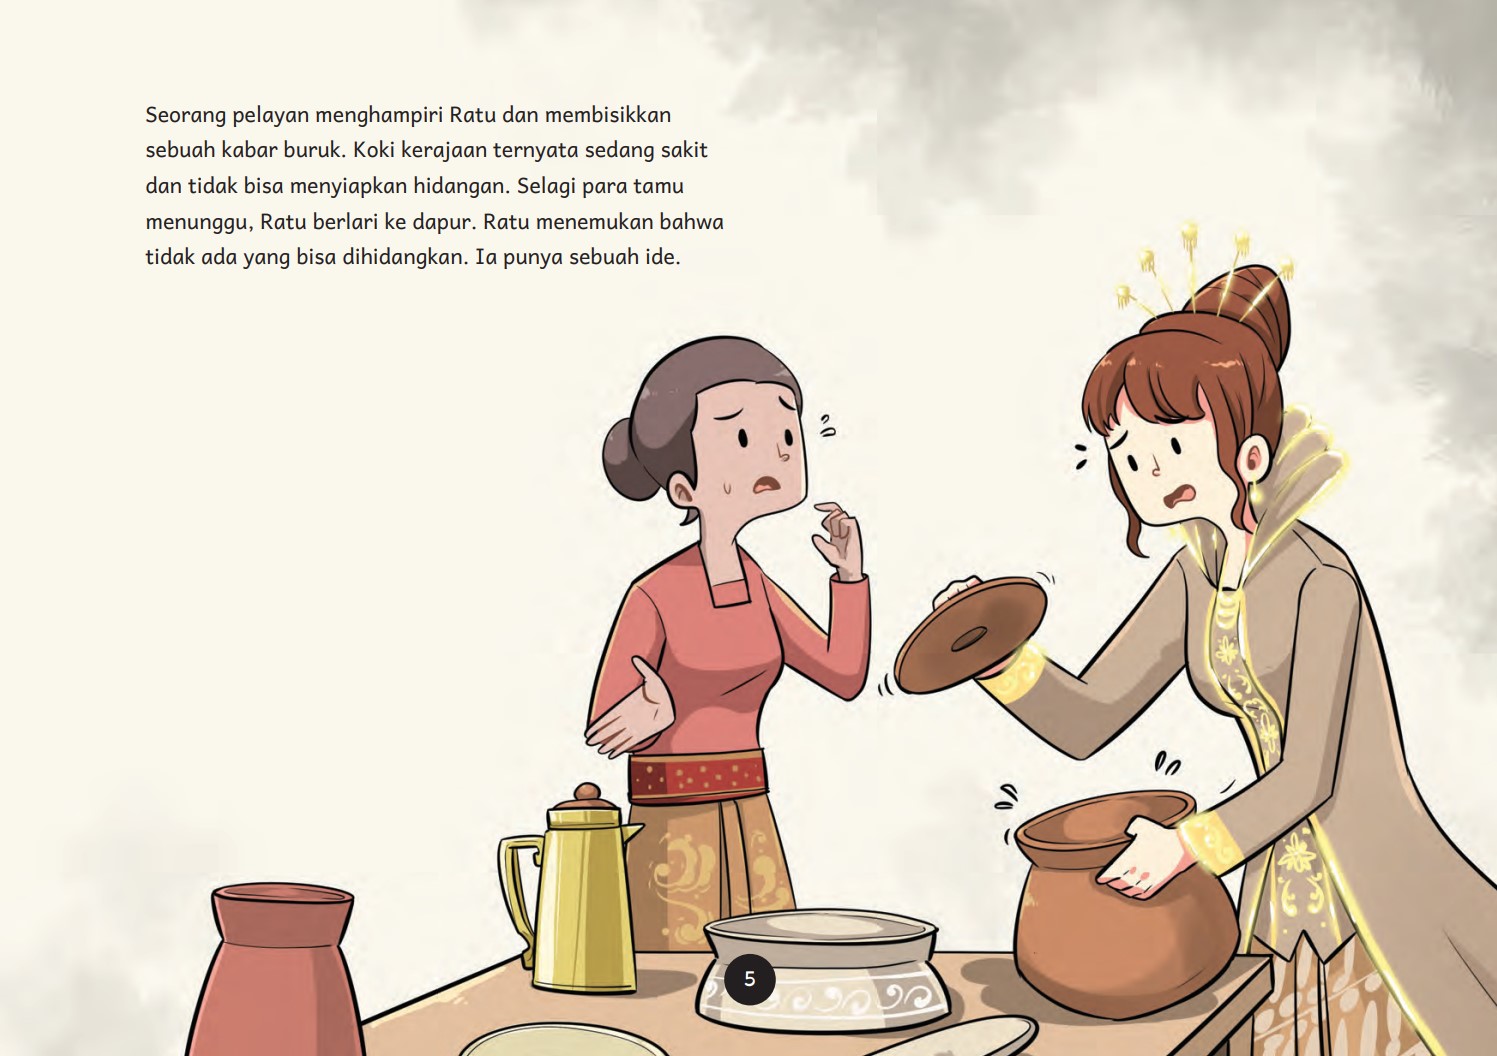 Seorang pelayan menghampiri Ratu dan membisikkan
sebuah kabar buruk. Koki kerajaan ternyata sedang sakit
dan tidak bisa menyiapkan hidangan. Selagi para tamu
menunggu, Ratu berlari ke dapur. Ratu menemukan bahwa
tidak ada yang bisa dihidangkan. Ia punya sebuah ide.
5